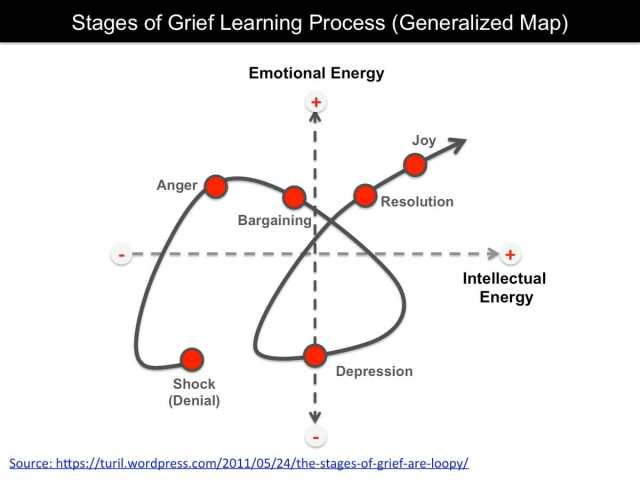 Stages of Grief Learning Process (Generalized Map)
Emotional Energy
+
Joy
Anger
Resolution
Bargaining
-
+
Intellectual
Energy
Depression
Shock
(Denial)
-
Source: https://turil.wordpress.com/2011/05/24/the-stages-of-grief-are-loopy/